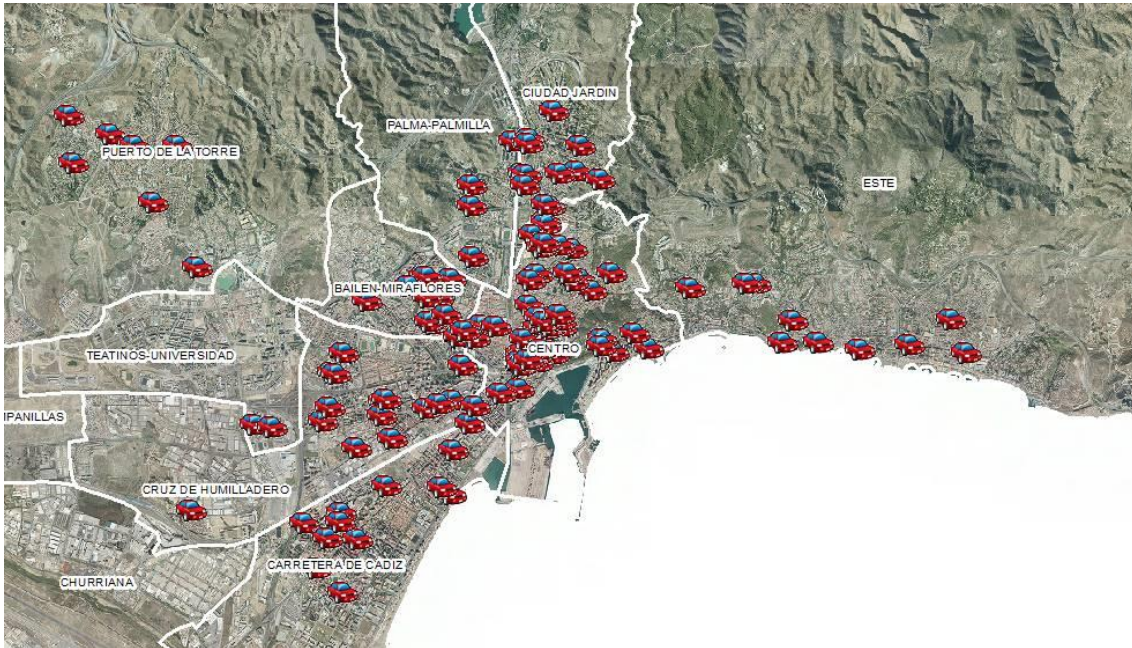 CIUDAD JARDIN
PALMA-PALMILLA
PUERTO DE LA TORRE
ESTE
BAILEN-MIRAFLORES
CENTRO
TEATINOS-UNIVERSIDAD
MPANILLAS
CRUZ DE HUMILLADERO
CARRETERA DE CADIZ
CHURRIANA